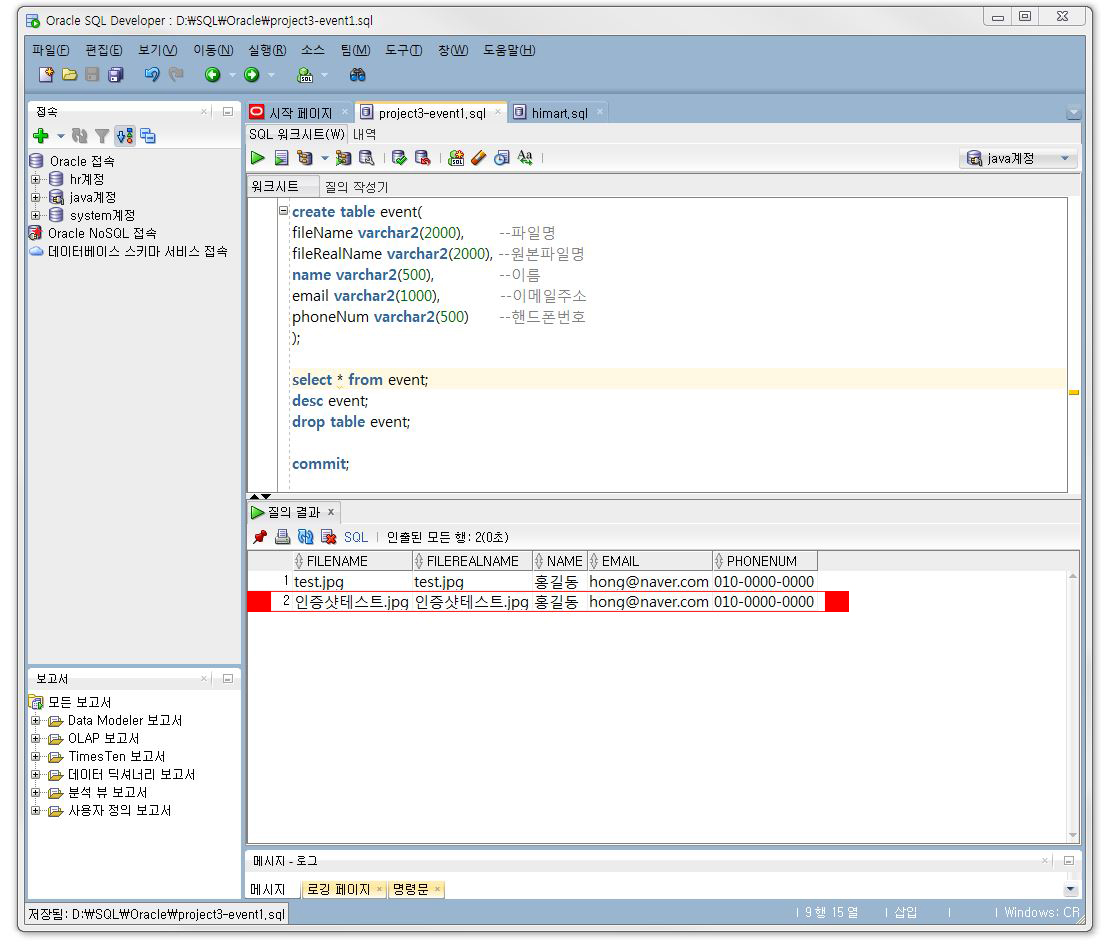 Oracle SQL Developer : D:₩SQL₩Oracle₩project3-event1.sql
파일(F) 편집(E) 보기(V) 이동(N) 실행(R) 소스 팀(M) 도구(T) 창(W) 도움말(H)
접속
Oracle 접속
hr계정
java계정
system계정
Oracle NoSQL 접속
데이터베이스 스키마 서비스 접속
시작 페이지 project3-event1.sql himart.sql
SQL 워크시트(W) 내역
java계정
워크시트 질의 작성기
create table event(
fileName varchar2(2000), --파일명
fileRealName varchar2(2000), --원본파일명
name varchar2(500), --이름
email varchar2(1000), --이메일주소
phoneNum varchar2(500) --핸드폰번호
);
select * from event;
desc event;
drop table event;
commit;
질의 결과
SQL 인출된 모든 행: 2(0초)
FILENAME FILEREALNAME NAME EMAIL PHONENUM
1 test.jpg test.jpg 홍길동 hong@naver.com 010-0000-0000
2 인증샷테스트.jpg 인증샷테스트.jpg 홍길동 hong@naver.com 010-0000-0000
보고서
모든 보고서
Data Modeler 보고서
OLAP 보고서
TimesTen 보고서
데이터 딕셔너리 보고서
분석 뷰 보고서
사용자 정의 보고서
메시지 - 로그
메시지 로깅 페이지 명령문
저장됨: D:₩SQL₩Oracle₩project3-event1.sql
9 행 15 열 삽입 Windows: CR